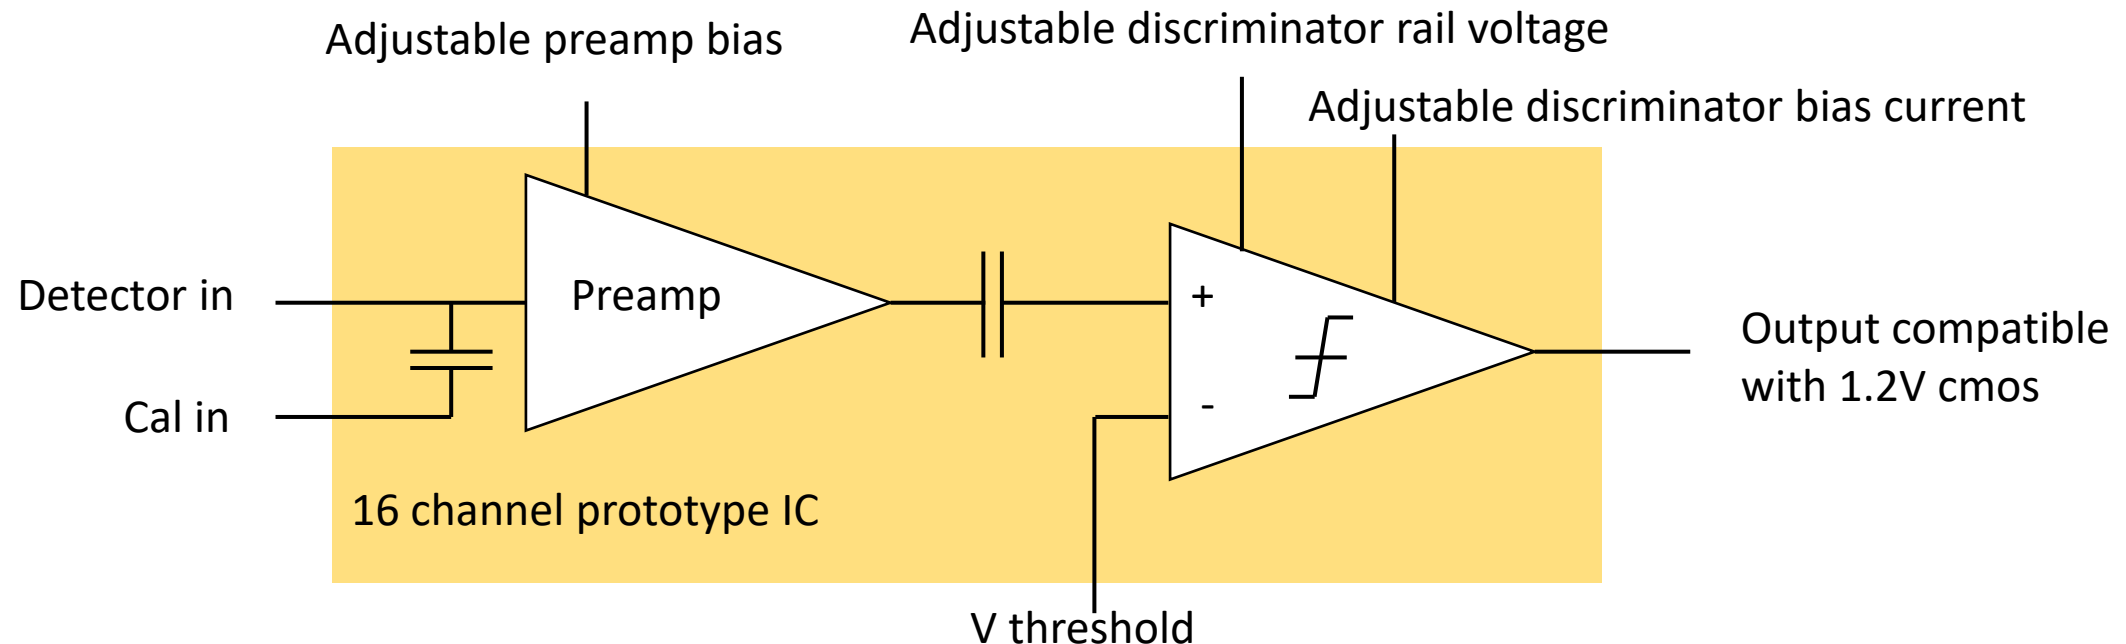 Adjustable preamp bias
Adjustable discriminator rail voltage
Adjustable discriminator bias current
Detector in
Preamp
+
Output compatible
with 1.2V cmos
Cal in
-
16 channel prototype IC
V threshold